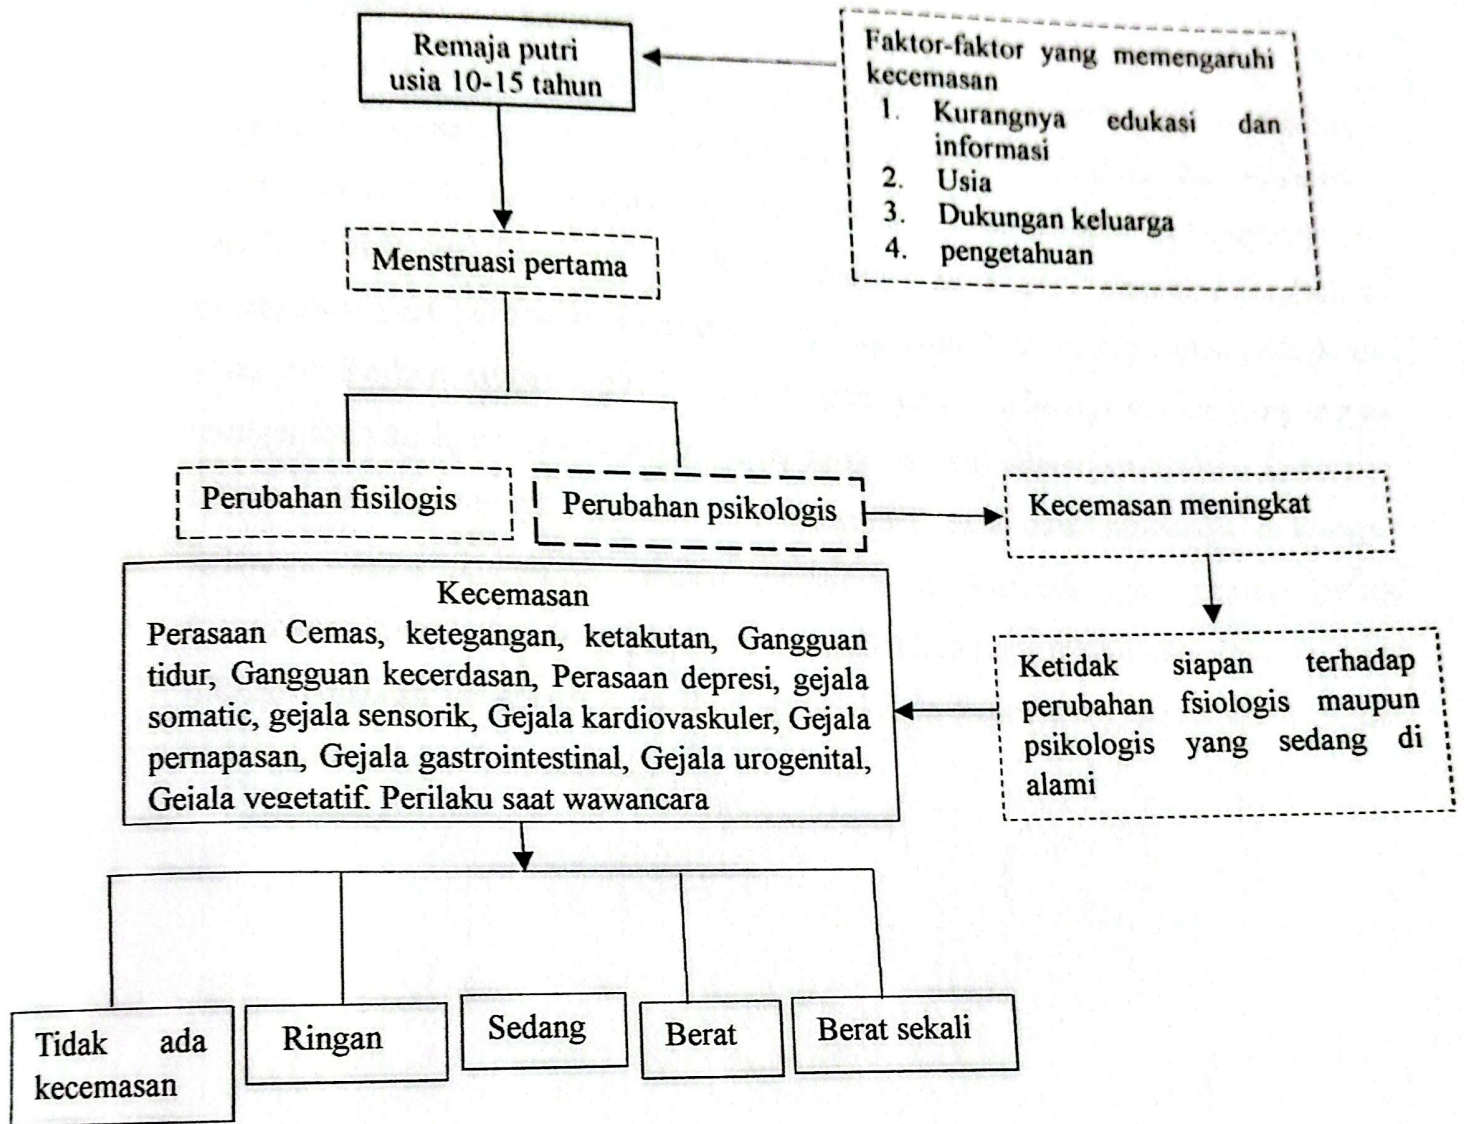 Remaja putri
usia 10-15 tahun
Faktor-faktor yang memengaruhi
kecemasan
1. Kurangnya edukasi dan
informasi
2. Usia
3. Dukungan keluarga
4. pengetahuan
Menstruasi pertama
Perubahan fisilogis
Perubahan psikologis
Kecemasan meningkat
Kecemasan
Perasaan Cemas, ketegangan, ketakutan, Gangguan
tidur, Gangguan kecerdasan, Perasaan depresi, gejala
somatic, gejala sensorik, Gejala kardiovaskuler, Gejala
pernapasan, Gejala gastrointestinal, Gejala urogenital,
Gejala vegetatif. Perilaku saat wawancara
Ketidak siapan terhadap
perubahan fsiologis maupun
psikologis yang sedang di
alami
Tidak ada
kecemasan
Ringan
Sedang
Berat
Berat sekali